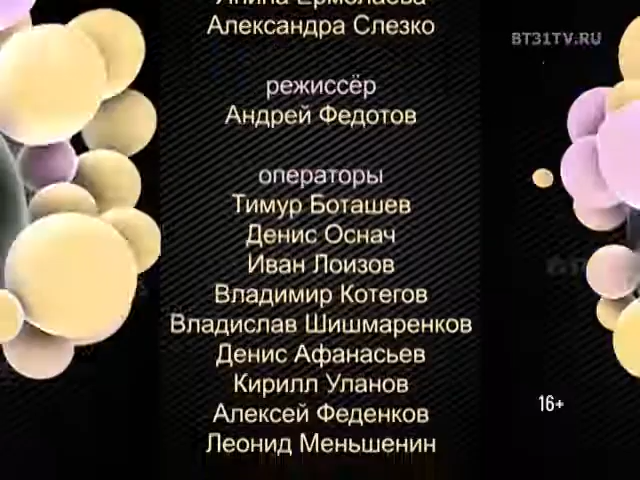 Александра Слезко
BT31TV.RU
режиссёр
Андрей Федотов
операторы
Тимур Боташев
Денис Оснач
Иван Лоизов
Владимир Котегов
Владислав Шишмаренков
Денис Афанасьев
Кирилл Уланов
Алексей Феденков
16+
Леонид Меньшенин